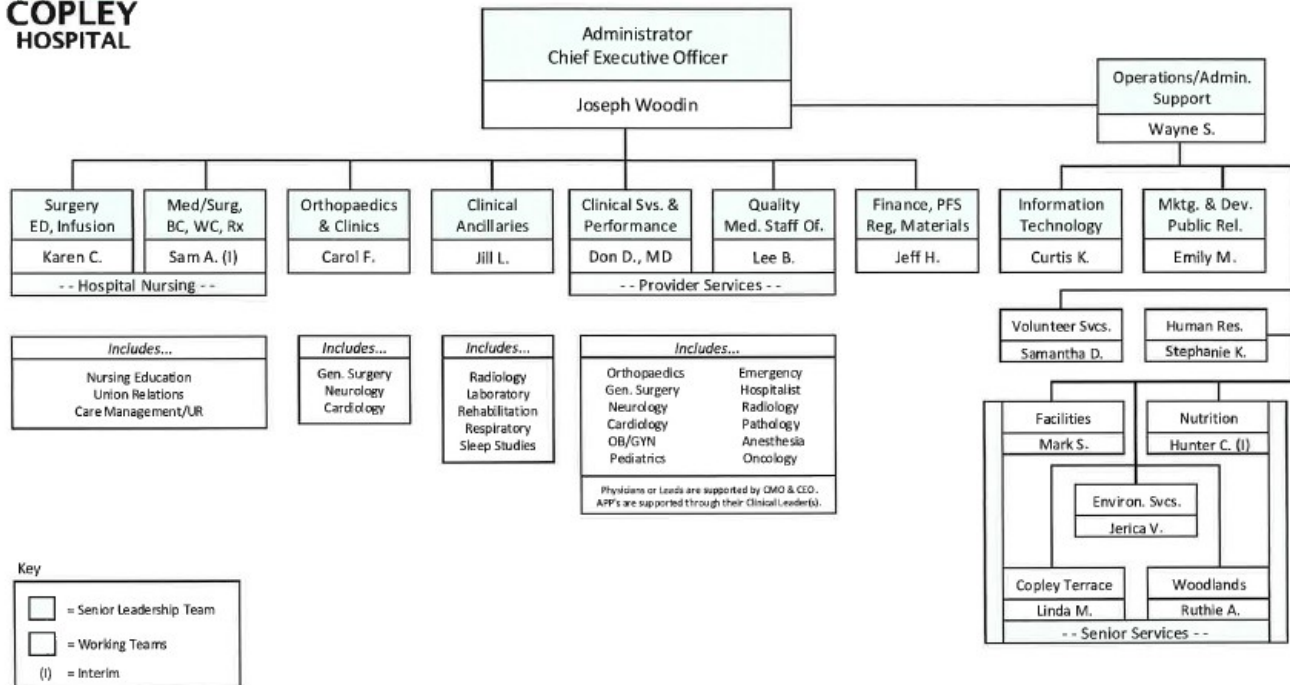 COPLEY
HOSPITAL
Administrator
Chief Executive Officer
Joseph Woodin
Operations/Admin.
Support
Wayne S.
Surgery
ED, Infusion
Karen C.
Med/Surg,
BC, WC, Rx
Sam A. (I)
- - Hospital Nursing - -
Orthopaedics
& Clinics
Carol F.
Clinical
Ancillaries
Jill L.
Clinical Svs. &
Performance
Don D., MD
Quality
Med. Staff Of.
Lee B.
- - Provider Services - -
Finance, PFS
Reg, Materials
Jeff H.
Information
Technology
Curtis K.
Mktg. & Dev.
Public Rel.
Emily M.
Volunteer Svcs.
Samantha D.
Human Res.
Stephanie K.
Includes...
Nursing Education
Union Relations
Care Management/UR
Includes...
Gen. Surgery
Neurology
Cardiology
Includes...
Radiology
Laboratory
Rehabilitation
Respiratory
Sleep Studies
Includes...
Orthopaedics
Gen. Surgery
Neurology
Cardiology
OB/GYN
Pediatrics
Emergency
Hospitalist
Radiology
Pathology
Anesthesia
Oncology
Physicians or Leads are supported by CMO & CEO.
APP's are supported through their Clinical Leader(s).
Facilities
Mark S.
Nutrition
Hunter C. (I)
Environ. Svcs.
Jerica V.
Copley Terrace
Linda M.
Woodlands
Ruthie A.
- - Senior Services - -
Key
= Senior Leadership Team
= Working Teams
(I) = Interim